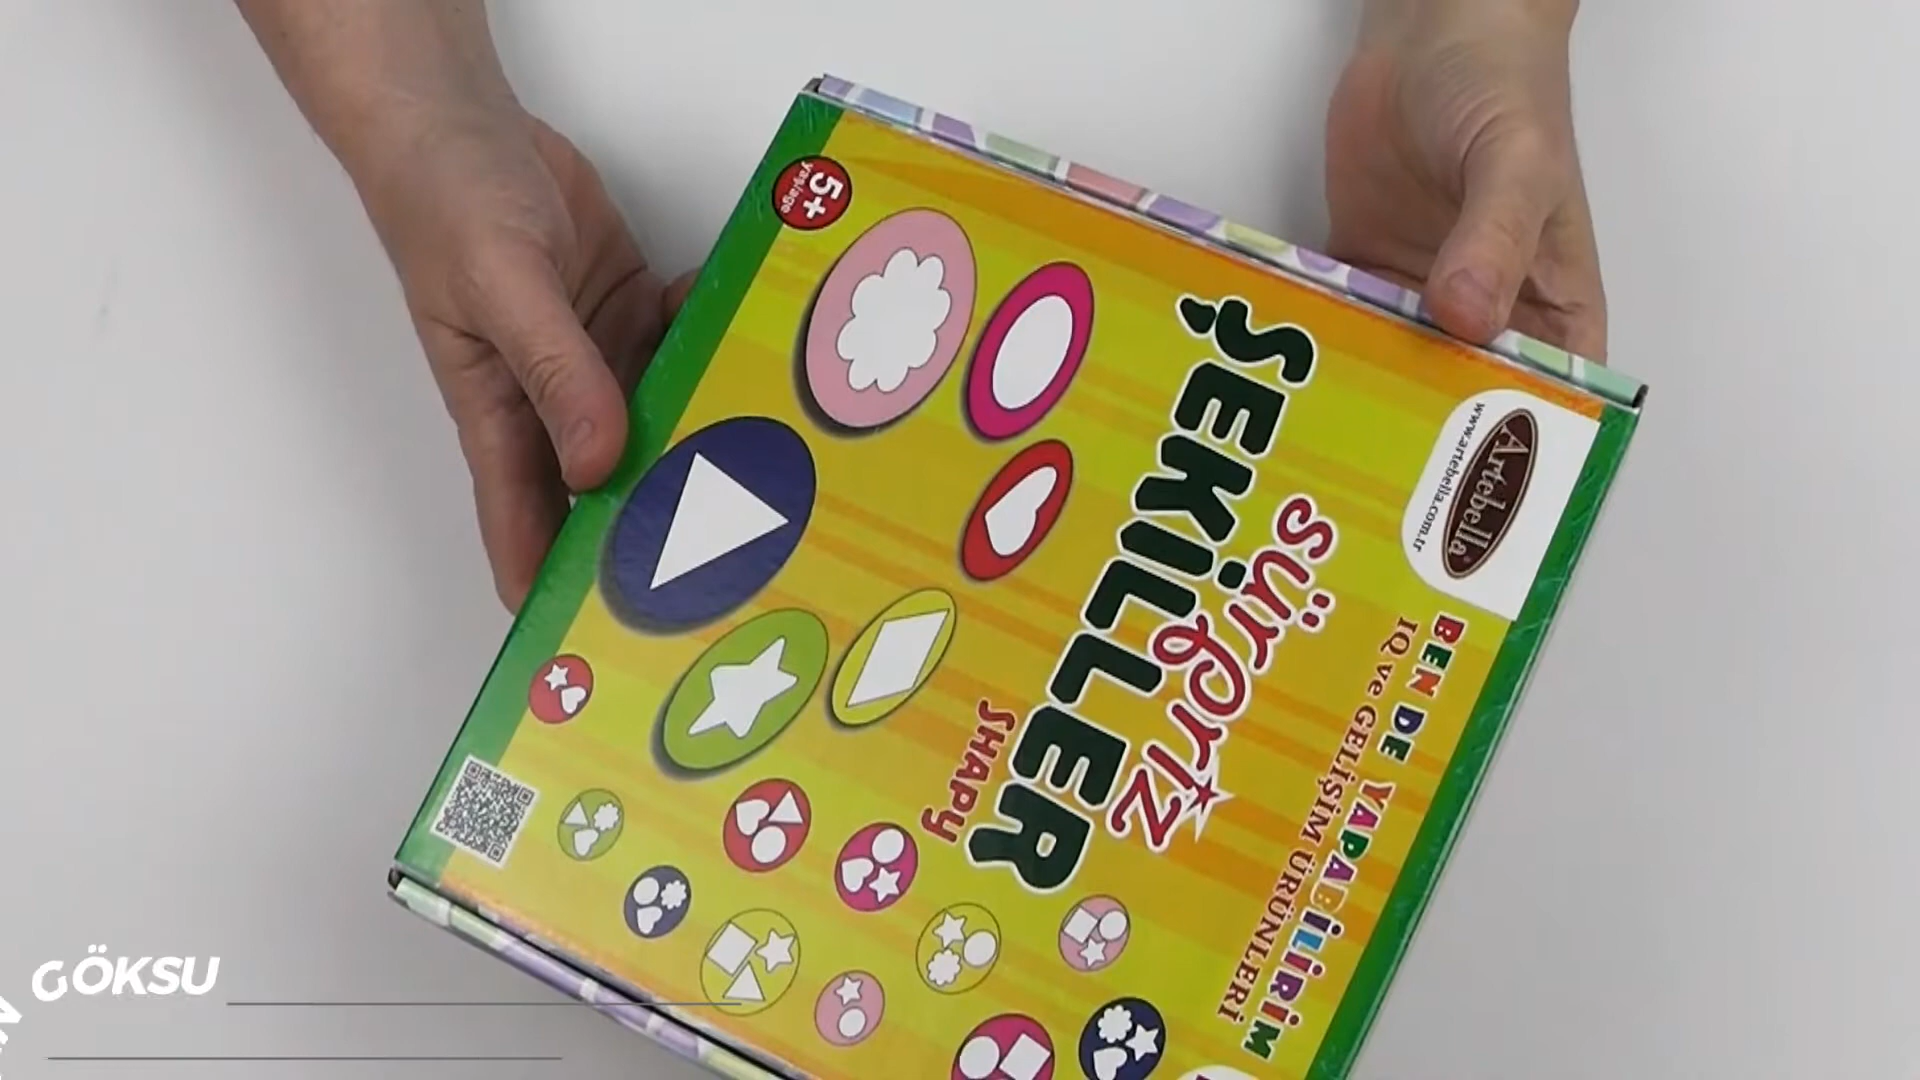 Artebella
www.artebella.com.tr
BEN DE YAPABİLİRİM
IQ ve GELİŞİM ÜRÜNLERİ
sürpriz
ŞEKİLLER
SHAPY
5+
yaş/age
GÖKSU